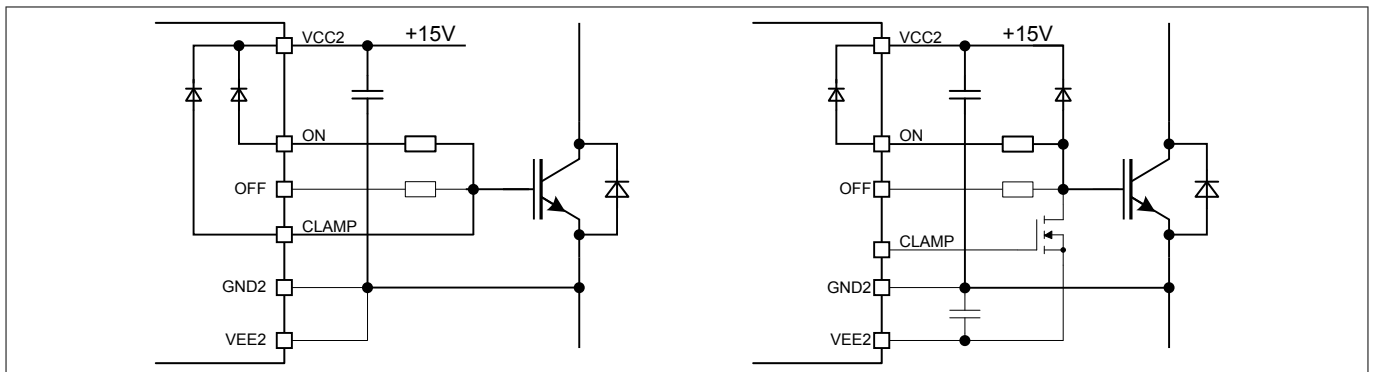 VCC2
+15V
ON
OFF
CLAMP
GND2
VEE2
VCC2
+15V
ON
OFF
CLAMP
GND2
VEE2